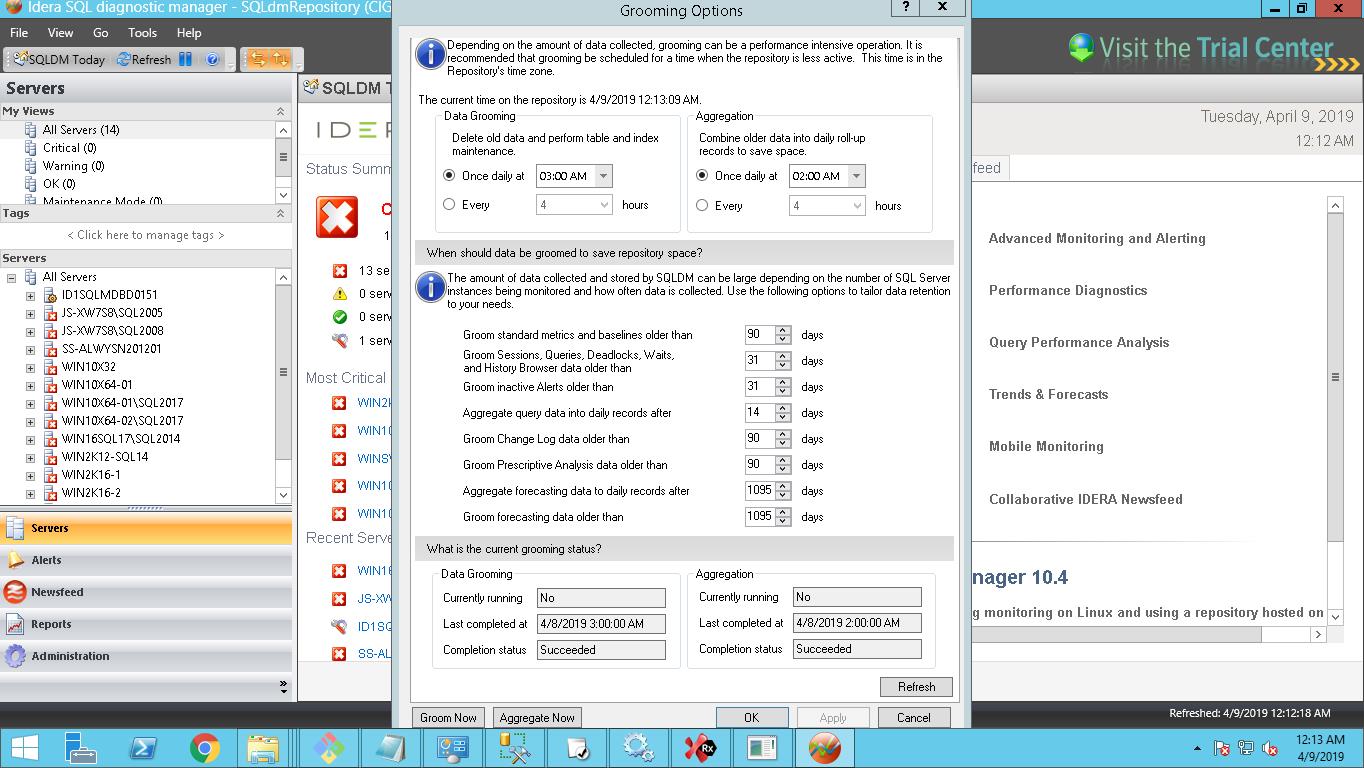 Idera SQL diagnostic manager - SQLdmRepository (CIG
Grooming Options
?
File View Go Tools Help
SQLDM Today Refresh
Visit the Trial Center
Servers
SQLDM T
My Views
All Servers (14)
Critical (0)
Warning (0)
OK (0)
Maintenance Mode (0)
Tags
< Click here to manage tags >
Servers
All Servers
ID1SQLMDBD0151
JS-XW7S8\SQL2005
JS-XW7S8\SQL2008
SS-ALWYSN201201
WIN10X32
WIN10X64-01
WIN10X64-01\SQL2017
WIN10X64-02\SQL2017
WIN16SQL17\SQL2014
WIN2K12-SQL14
WIN2K16-1
WIN2K16-2
Servers
Alerts
Newsfeed
Reports
Administration
IDER
Status Summ
C
1
13 se
0 serv
0 serv
1 serv
Most Critical
WIN2K
WIN10
WINSV
WIN10
WIN10
Recent Serve
WIN16
JS-XW
ID1SQ
SS-AL
Depending on the amount of data collected, grooming can be a performance intensive operation. It is
recommended that grooming be scheduled for a time when the repository is less active. This time is in the
Repository's time zone.
The current time on the repository is 4/9/2019 12:13:09 AM.
Data Grooming
Delete old data and perform table and index
maintenance.
Once daily at 03:00 AM
Every 4 hours
Aggregation
Combine older data into daily roll-up
records to save space.
Once daily at 02:00 AM
Every 4 hours
When should data be groomed to save repository space?
The amount of data collected and stored by SQLDM can be large depending on the number of SQL Server
instances being monitored and how often data is collected. Use the following options to tailor data retention
to your needs.
Groom standard metrics and baselines older than 90 days
Groom Sessions, Queries, Deadlocks, Waits,
and History Browser data older than 31 days
Groom inactive Alerts older than 31 days
Aggregate query data into daily records after 14 days
Groom Change Log data older than 90 days
Groom Prescriptive Analysis data older than 90 days
Aggregate forecasting data to daily records after 1095 days
Groom forecasting data older than 1095 days
What is the current grooming status?
Data Grooming
Currently running No
Last completed at 4/8/2019 3:00:00 AM
Completion status Succeeded
Aggregation
Currently running No
Last completed at 4/8/2019 2:00:00 AM
Completion status Succeeded
Refresh
Groom Now Aggregate Now OK Apply Cancel
Tuesday, April 9, 2019
12:12 AM
feed
Advanced Monitoring and Alerting
Performance Diagnostics
Query Performance Analysis
Trends & Forecasts
Mobile Monitoring
Collaborative IDERA Newsfeed
nager 10.4
g monitoring on Linux and using a repository hosted on
Refreshed: 4/9/2019 12:12:18 AM
Rx
12:13 AM
4/9/2019